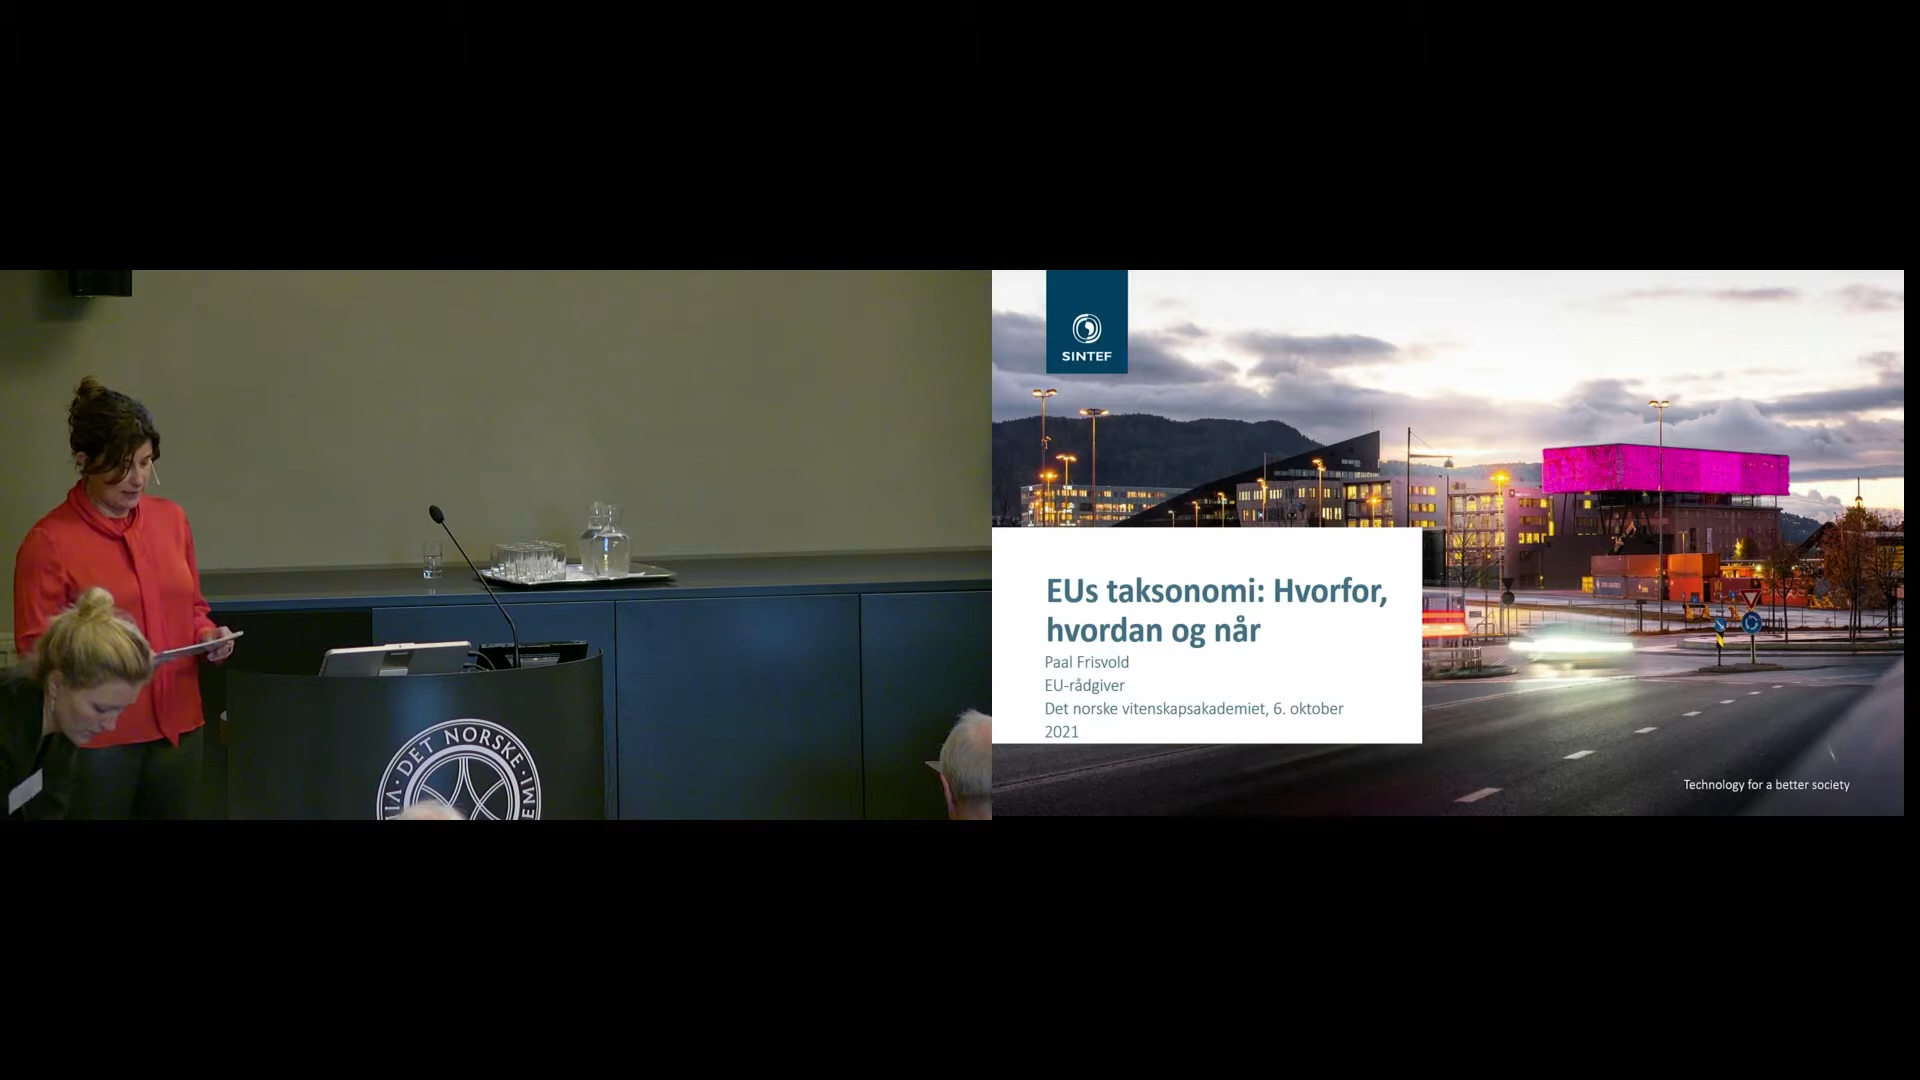 DET NORSKE
SINTEF
EUs taksonomi: Hvorfor,
hvordan og når
Paal Frisvold
EU-rådgiver
Det norske vitenskapsakademiet, 6. oktober
2021
Technology for a better society